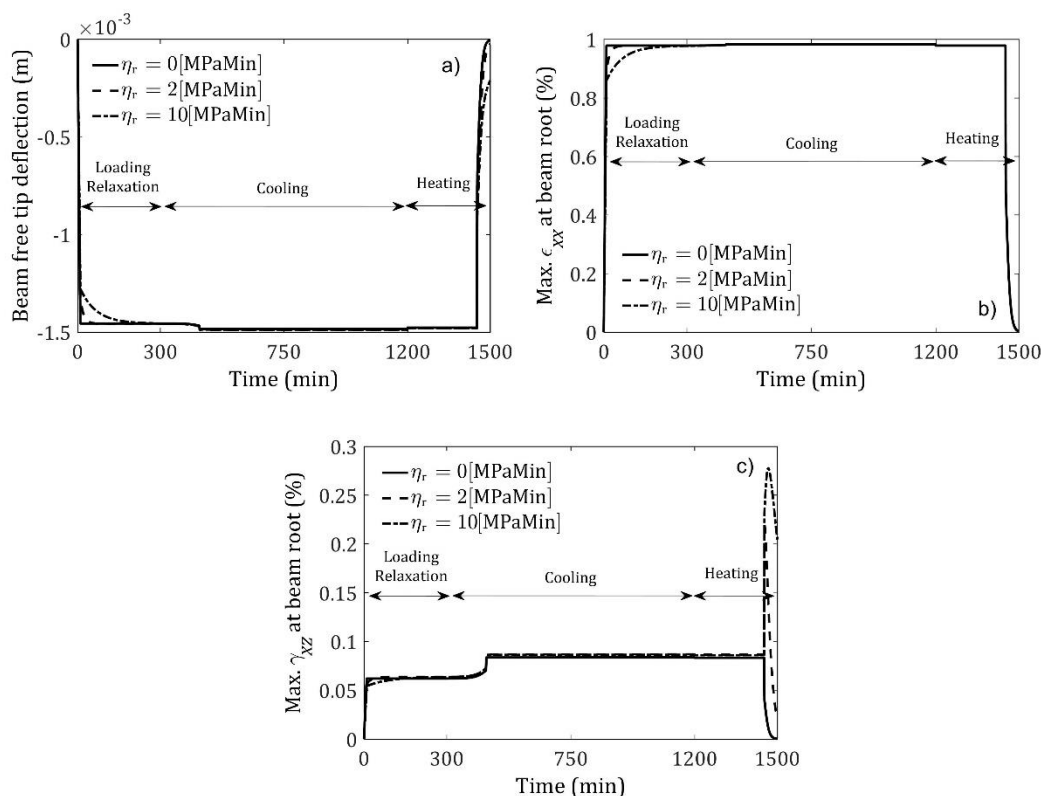 ×10⁻³
0
-0.5
-1
-1.5
Beam free tip deflection (m)
ηr = 0[MPaMin]
ηr = 2[MPaMin]
ηr = 10[MPaMin]
a)
Loading
Relaxation
Cooling
Heating
0 300 750 1200 1500
Time (min)
1
0.8
0.6
0.4
0.2
0
Max. ϵXX at beam root (%)
Loading
Relaxation
Cooling
Heating
ηr = 0[MPaMin]
ηr = 2[MPaMin]
ηr = 10[MPaMin]
b)
0 300 750 1200 1500
Time (min)
0.3
0.25
0.2
0.15
0.1
0.05
0
Max. γXZ at beam root (%)
ηr = 0[MPaMin]
ηr = 2[MPaMin]
ηr = 10[MPaMin]
c)
Loading
Relaxation
Cooling
Heating
0 300 750 1200 1500
Time (min)